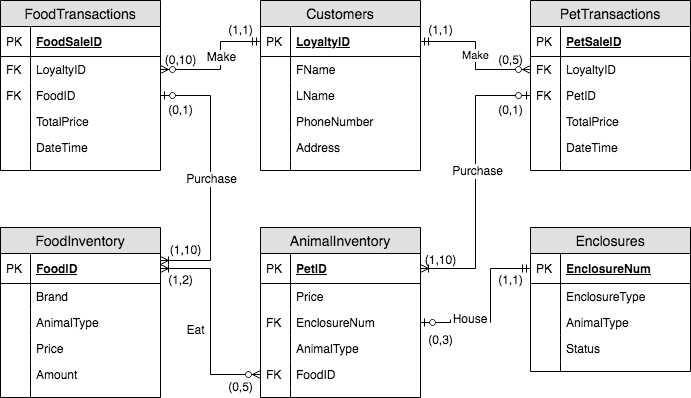 FoodTransactions
PK FoodSaleID
FK LoyaltyID
FK FoodID
TotalPrice
DateTime
(1,1)
(0,10)
Make
(0,1)
Customers
PK LoyaltyID
FName
LName
PhoneNumber
Address
(1,1)
Make
(0,5)
(0,1)
PetTransactions
PK PetSaleID
FK LoyaltyID
FK PetID
TotalPrice
DateTime
Purchase
Purchase
FoodInventory
PK FoodID
Brand
AnimalType
Price
Amount
(1,10)
(1,2)
Eat
(0,5)
AnimalInventory
PK PetID
Price
FK EnclosureNum
AnimalType
FK FoodID
(1,10)
(1,1)
House
(0,3)
Enclosures
PK EnclosureNum
EnclosureType
AnimalType
Status